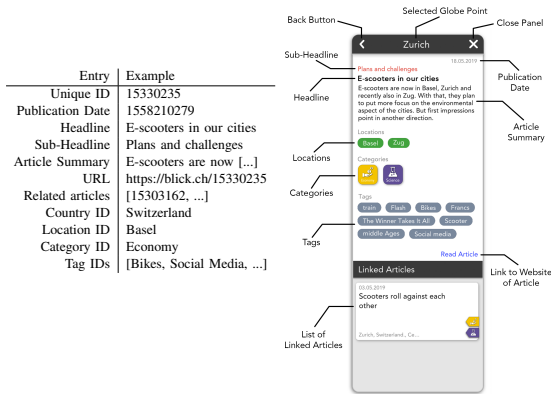 Entry Example
Unique ID 15330235
Publication Date 1558210279
Headline E-scooters in our cities
Sub-Headline Plans and challenges
Article Summary E-scooters are now [...]
URL https://blick.ch/15330235
Related articles [15303162, ...]
Country ID Switzerland
Location ID Basel
Category ID Economy
Tag IDs [Bikes, Social Media, ...]
Selected Globe Point
Back Button
Close Panel
Zurich
18.05.2019
Sub-Headline
Plans and challenges
Publication
Date
Headline
E-scooters in our cities
E-scooters are now in Basel, Zurich and
recently also in Zug. With that, they plan
to put more focus on the environmental
aspect of the cities. But first impressions
point in another direction.
Article
Summary
Locations
Locations
Basel Zug
Categories
Categories
Science
Tags
Tags
train Flash Bikes Francs
The Winner Takes It All Scooter
middle Ages Social media
Read Article
Link to Website
of Article
Linked Articles
03.05.2019
Scooters roll against each
other
List of
Linked Articles
Zurich, Switzerland., Ca...